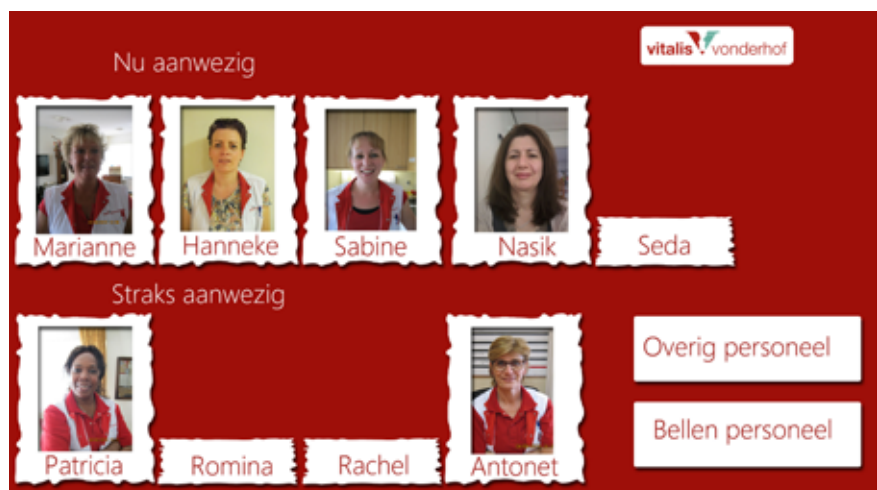 vitalis vonderhof
Nu aanwezig
Marianne
Hanneke
Sabine
Nasik
Seda
Straks aanwezig
Patricia
Romina
Rachel
Antonet
Overig personeel
Bellen personeel